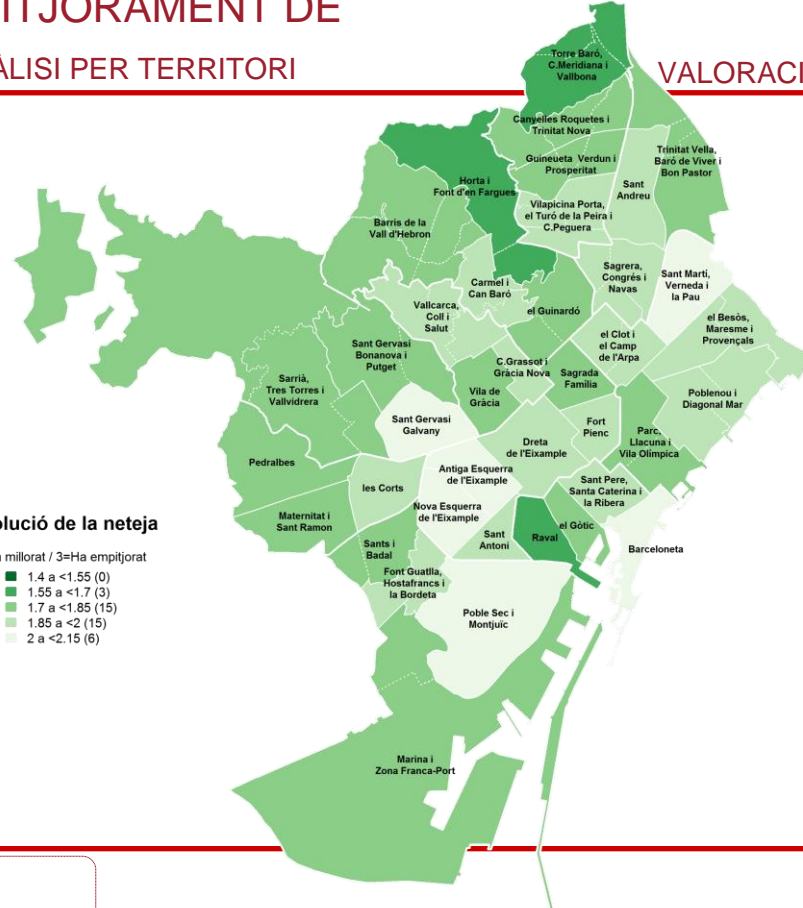 ITJORAMENT DE
ÀLISI PER TERRITORI
VALORACI
Torre Baró,
C.Meridiana i
Vallbona
Canyelles Roquetes i
Trinitat Nova
Guineueta Verdun i
Prosperitat
Trinitat Vella,
Baró de Viver i
Bon Pastor
Sant
Andreu
Horta i
Font d'en Fargues
Vilapicina Porta,
el Turó de la Peira i
C.Peguera
Barris de la
Vall d'Hebron
Sagrera,
Congrés i
Navas
Sant Martí,
Verneda i
la Pau
Carmel i
Can Baró
Vallcarca,
Coll i
Salut
el Guinardó
el Besòs,
Maresme i
Provençals
el Clot i
el Camp
de l'Arpa
Sant Gervasi
Bonanova i
Putget
C.Grassot i
Gràcia Nova
Sagrada
Família
Sarrià,
Tres Torres i
Vallvidrera
Vila de
Gràcia
Poblenou i
Diagonal Mar
Sant Gervasi
Galvany
Fort
Pienc
Parc,
Llacuna i
Vila Olímpica
Dreta
de l'Eixample
Pedralbes
Antiga Esquerra
de l'Eixample
les Corts
Sant Pere,
Santa Caterina i
la Ribera
Maternitat i
Sant Ramon
Nova Esquerra
de l'Eixample
el Gòtic
Sant
Antoni
Raval
Sants i
Badal
Barceloneta
Font Guatlla,
Hostafrancs i
la Bordeta
Poble Sec i
Montjuïc
Marina i
Zona Franca-Port
olució de la neteja
millorat / 3=Ha empitjorat
1.4 a <1.55 (0)
1.55 a <1.7 (3)
1.7 a <1.85 (15)
1.85 a <2 (15)
2 a <2.15 (6)